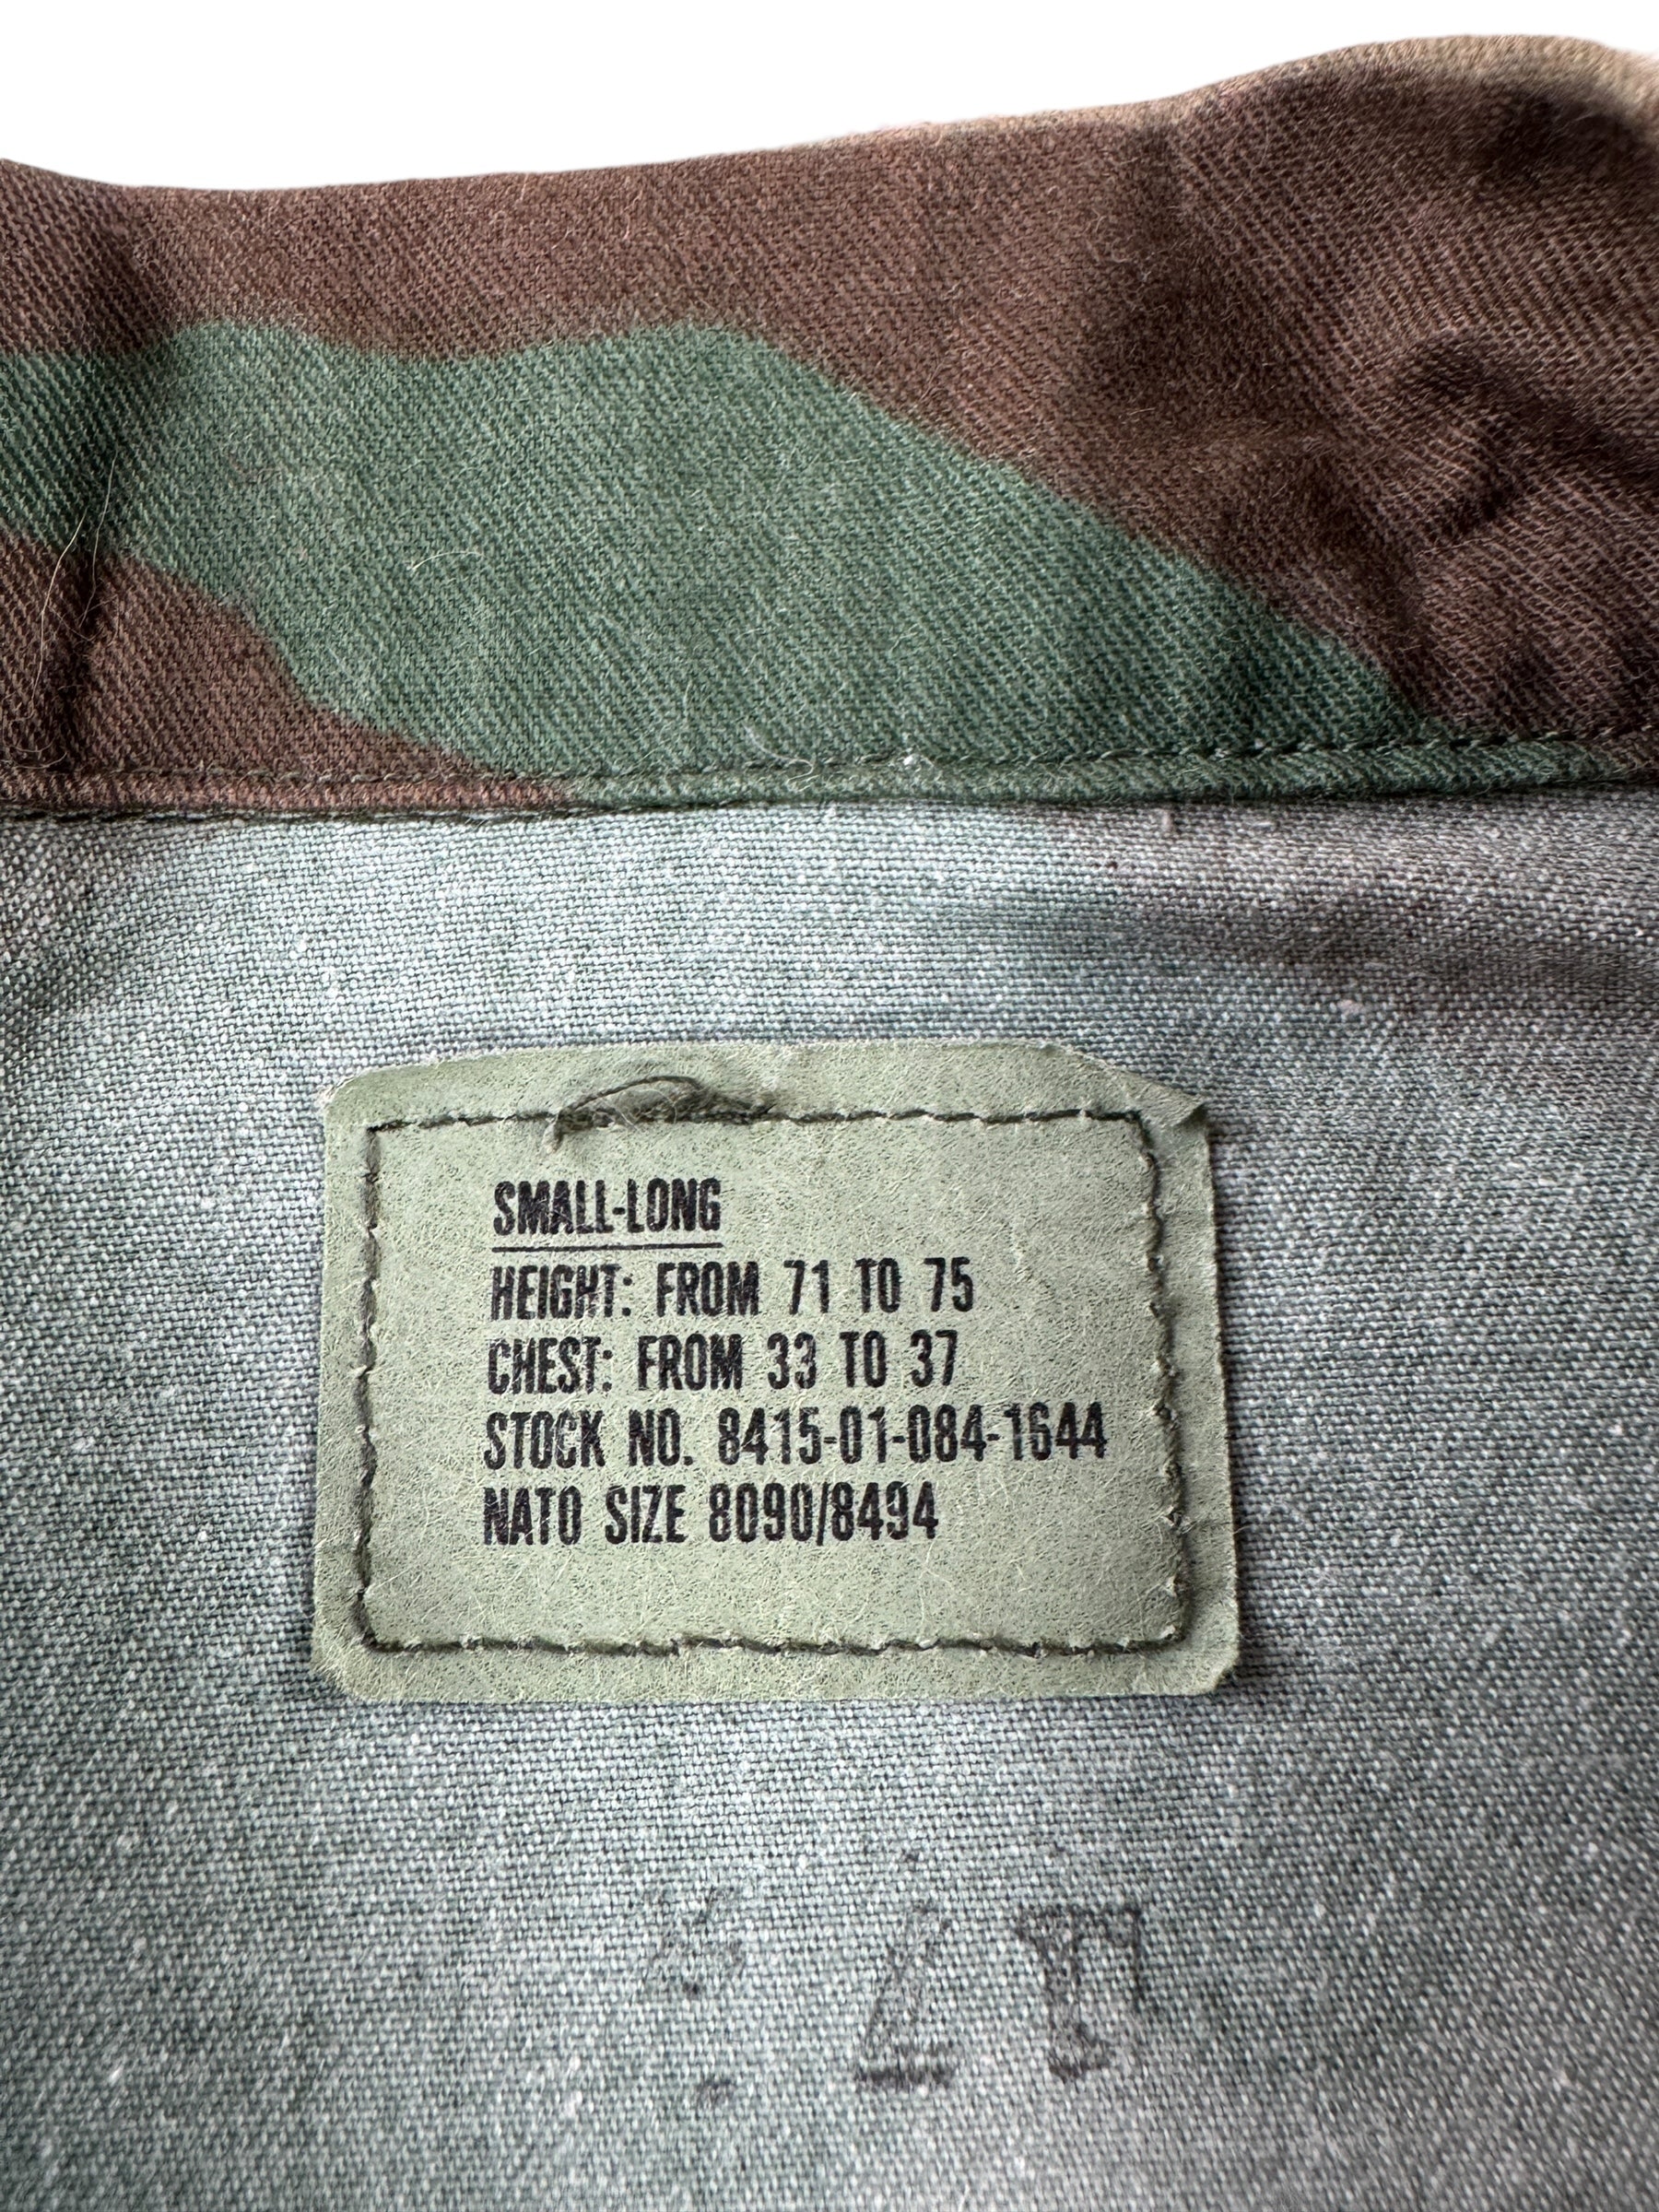 SMALL-LONG
HEIGHT: FROM 71 TO 75
CHEST: FROM 33 TO 37
STOCK NO. 8415-01-084-1644
NATO SIZE 8090/8494